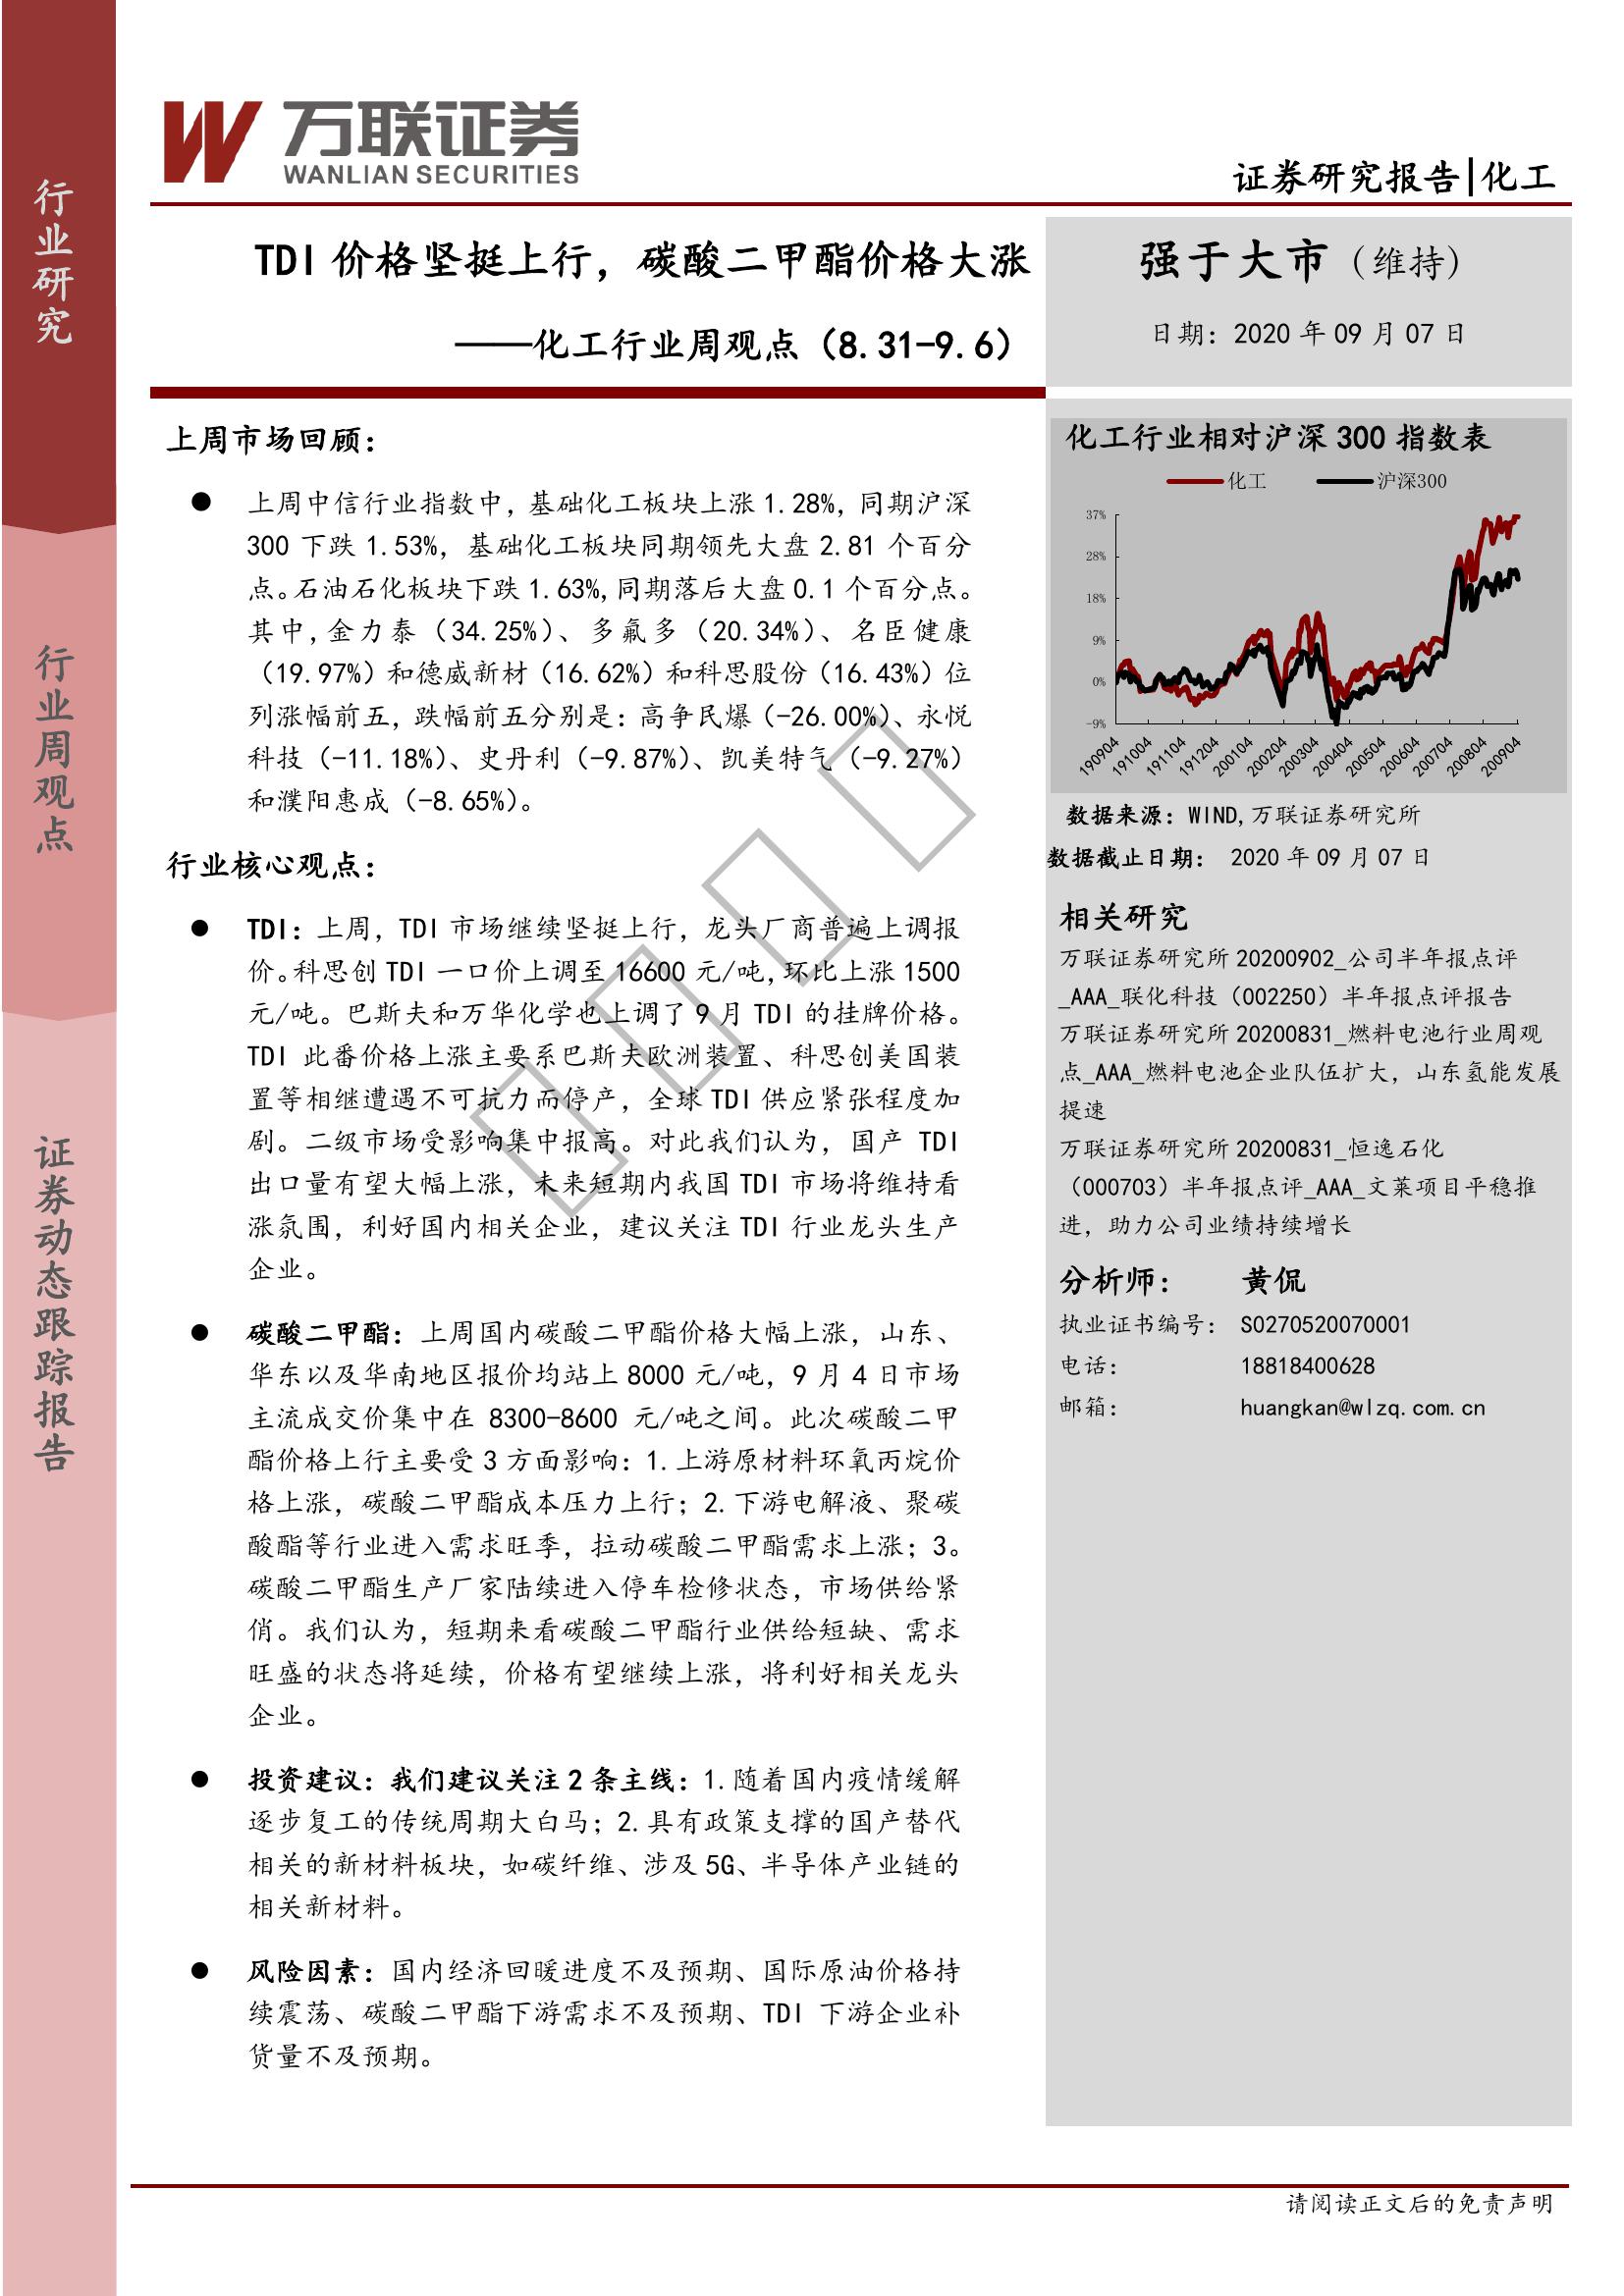 行业研究
行业周观点
证券动态跟踪报告
万联证券
WANLIAN SECURITIES
证券研究报告|化工
TDI 价格坚挺上行，碳酸二甲酯价格大涨
——化工行业周观点（8.31-9.6）
强于大市（维持）
日期：2020 年 09 月 07 日
上周市场回顾：
● 上周中信行业指数中，基础化工板块上涨 1.28%，同期沪深
300 下跌 1.53%，基础化工板块同期领先大盘 2.81 个百分
点。石油石化板块下跌 1.63%，同期落后大盘 0.1 个百分点。
其中，金力泰（34.25%）、多氟多（20.34%）、名臣健康
（19.97%）和德威新材（16.62%）和科思股份（16.43%）位
列涨幅前五，跌幅前五分别是：高争民爆（-26.00%）、永悦
科技（-11.18%）、史丹利（-9.87%）、凯美特气（-9.27%）
和濮阳惠成（-8.65%）。
行业核心观点：
● TDI：上周，TDI 市场继续坚挺上行，龙头厂商普遍上调报
价。科思创 TDI 一口价上调至 16600 元/吨，环比上涨 1500
元/吨。巴斯夫和万华化学也上调了 9 月 TDI 的挂牌价格。
TDI 此番价格上涨主要系巴斯夫欧洲装置、科思创美国装
置等相继遭遇不可抗力而停产，全球 TDI 供应紧张程度加
剧。二级市场受影响集中报高。对此我们认为，国产 TDI
出口量有望大幅上涨，未来短期内我国 TDI 市场将维持看
涨氛围，利好国内相关企业，建议关注 TDI 行业龙头生产
企业。
● 碳酸二甲酯：上周国内碳酸二甲酯价格大幅上涨，山东、
华东以及华南地区报价均站上 8000 元/吨，9 月 4 日市场
主流成交价集中在 8300-8600 元/吨之间。此次碳酸二甲
酯价格上行主要受 3 方面影响：1.上游原材料环氧丙烷价
格上涨，碳酸二甲酯成本压力上行；2.下游电解液、聚碳
酸酯等行业进入需求旺季，拉动碳酸二甲酯需求上涨；3。
碳酸二甲酯生产厂家陆续进入停车检修状态，市场供给紧
俏。我们认为，短期来看碳酸二甲酯行业供给短缺、需求
旺盛的状态将延续，价格有望继续上涨，将利好相关龙头
企业。
● 投资建议：我们建议关注 2 条主线：1.随着国内疫情缓解
逐步复工的传统周期大白马；2.具有政策支撑的国产替代
相关的新材料板块，如碳纤维、涉及 5G、半导体产业链的
相关新材料。
● 风险因素：国内经济回暖进度不及预期、国际原油价格持
续震荡、碳酸二甲酯下游需求不及预期、TDI 下游企业补
货量不及预期。
化工行业相对沪深 300 指数表
化工 沪深300
37%
28%
18%
9%
0%
-9%
190904 191004 191104 191204 200104 200204 200304 200404 200504 200604 200704 200804 200904
数据来源：WIND，万联证券研究所
数据截止日期： 2020 年 09 月 07 日
相关研究
万联证券研究所 20200902_公司半年报点评
_AAA_联化科技（002250）半年报点评报告
万联证券研究所 20200831_燃料电池行业周观
点_AAA_燃料电池企业队伍扩大，山东氢能发展
提速
万联证券研究所 20200831_恒逸石化
（000703）半年报点评_AAA_文莱项目平稳推
进，助力公司业绩持续增长
分析师： 黄侃
执业证书编号： S0270520070001
电话： 18818400628
邮箱： huangkan@wlzq.com.cn
请阅读正文后的免责声明